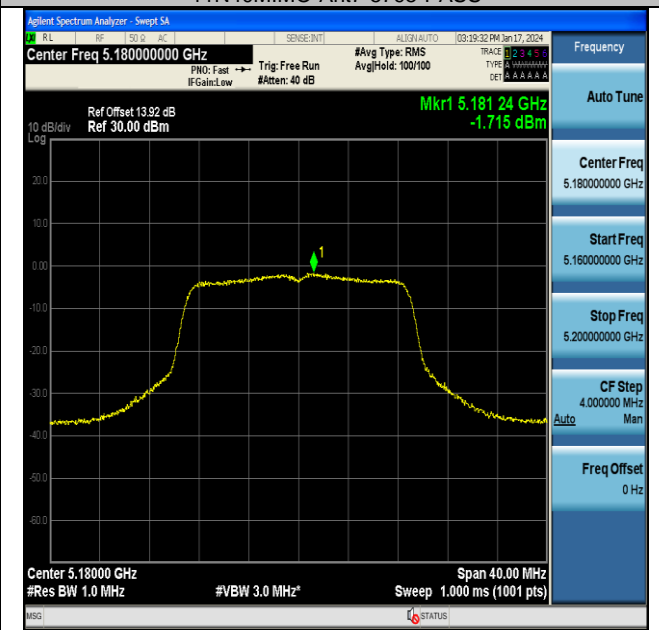 Agilent Spectrum Analyzer - Swept SA
RL RF 50 Ω AC SENSE:INT ALIGN AUTO 03:19:32 PM Jan 17, 2024
Center Freq 5.180000000 GHz
PNO: Fast
IFGain:Low
Trig: Free Run
#Atten: 40 dB
#Avg Type: RMS
Avg|Hold: 100/100
TRACE 1 2 3 4 5 6
TYPE A WWWWW
DET A A A A A A
Ref Offset 13.92 dB
10 dB/div Ref 30.00 dBm
Log
Mkr1 5.181 24 GHz
-1.715 dBm
20.0
10.0
0.00
-10.0
-20.0
-30.0
-40.0
-50.0
-60.0
1
Center 5.18000 GHz Span 40.00 MHz
#Res BW 1.0 MHz #VBW 3.0 MHz* Sweep 1.000 ms (1001 pts)
MSG STATUS
Frequency
Auto Tune
Center Freq
5.180000000 GHz
Start Freq
5.160000000 GHz
Stop Freq
5.200000000 GHz
CF Step
4.000000 MHz
Auto Man
Freq Offset
0 Hz